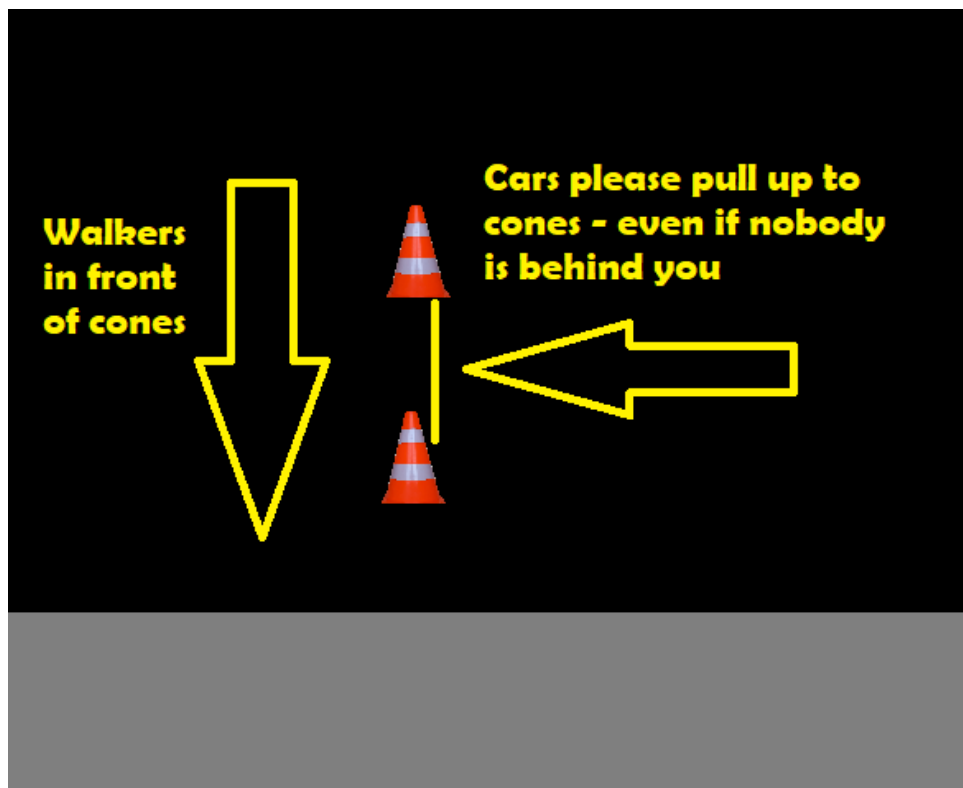 Walkers
in front
of cones
Cars please pull up to
cones - even if nobody
is behind you